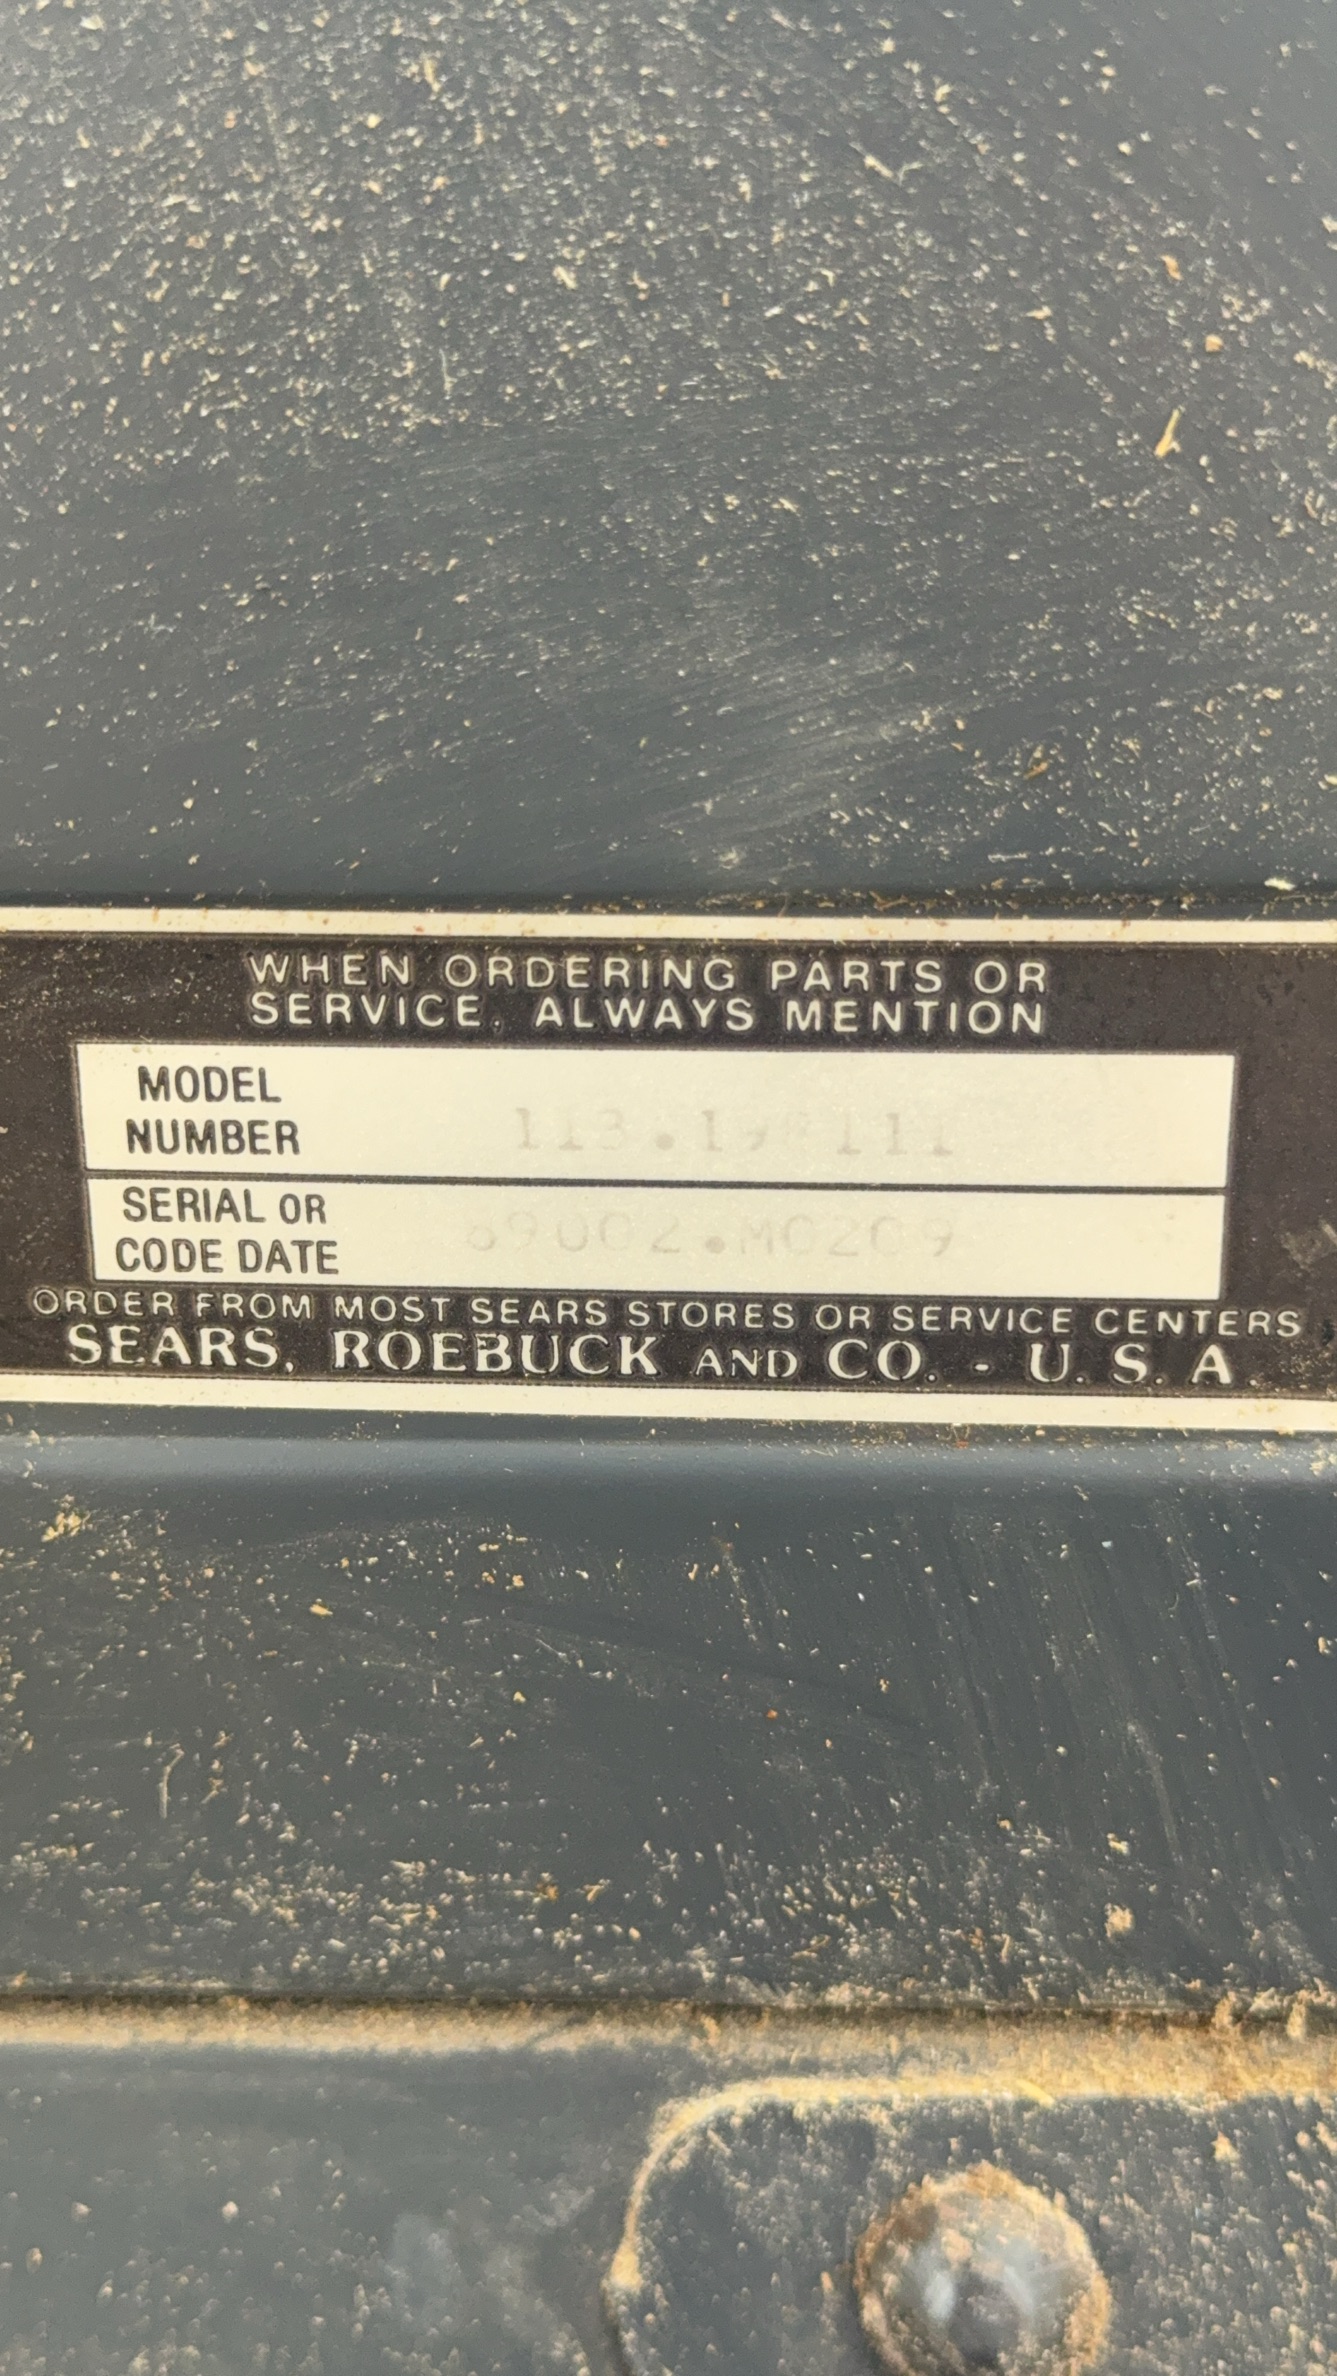 WHEN ORDERING PARTS OR
SERVICE, ALWAYS MENTION
MODEL
NUMBER
SERIAL OR
CODE DATE
ORDER FROM MOST SEARS STORES OR SERVICE CENTERS
SEARS, ROEBUCK AND CO. - U. S. A.